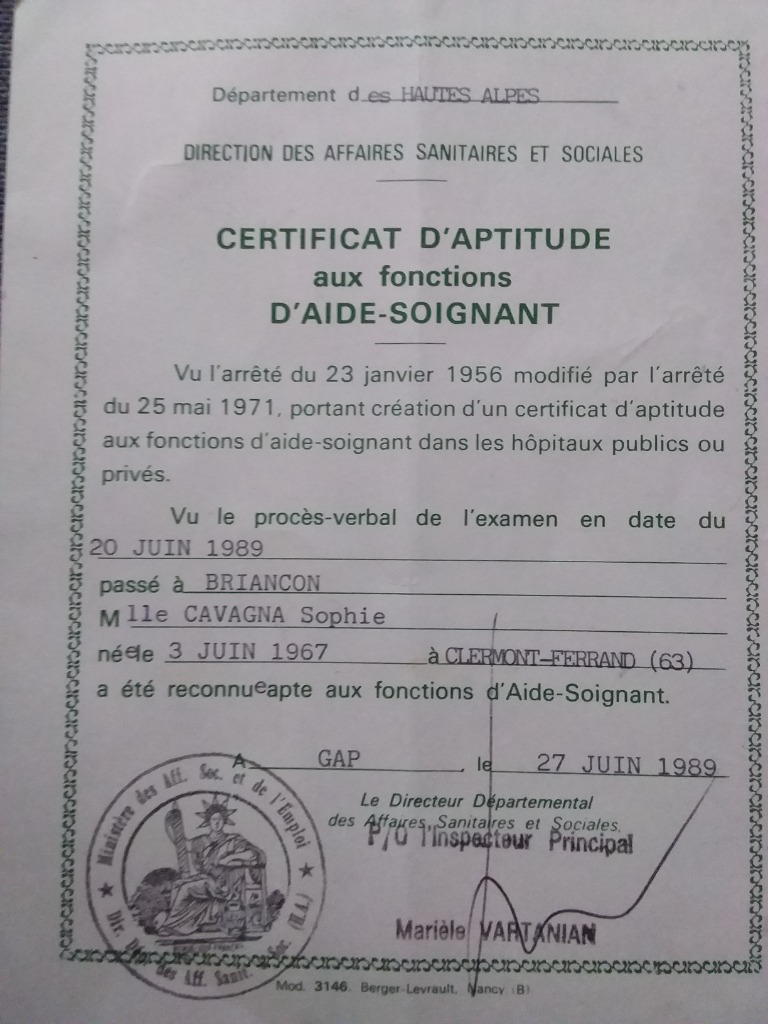 Département des HAUTES ALPES
DIRECTION DES AFFAIRES SANITAIRES ET SOCIALES
CERTIFICAT D'APTITUDE
aux fonctions
D'AIDE-SOIGNANT
Vu l'arrêté du 23 janvier 1956 modifié par l'arrêté
du 25 mai 1971, portant création d'un certificat d'aptitude
aux fonctions d'aide-soignant dans les hôpitaux publics ou
privés.
Vu le procès-verbal de l'examen en date du
20 JUIN 1989
passé à BRIANCON
Mlle CAVAGNA Sophie
née le 3 JUIN 1967 à CLERMONT-FERRAND (63)
a été reconnue apte aux fonctions d'Aide-Soignant.
A GAP, le 27 JUIN 1989
Le Directeur Départemental
des Affaires Sanitaires et Sociales,
P/O l'Inspecteur Principal
Marièle VARTANIAN
Ministère des Aff. Soc. et de l'Emploi
Dir. des Aff. Sanit. Soc.
Mod. 3146. Berger-Levrault, Nancy (B)